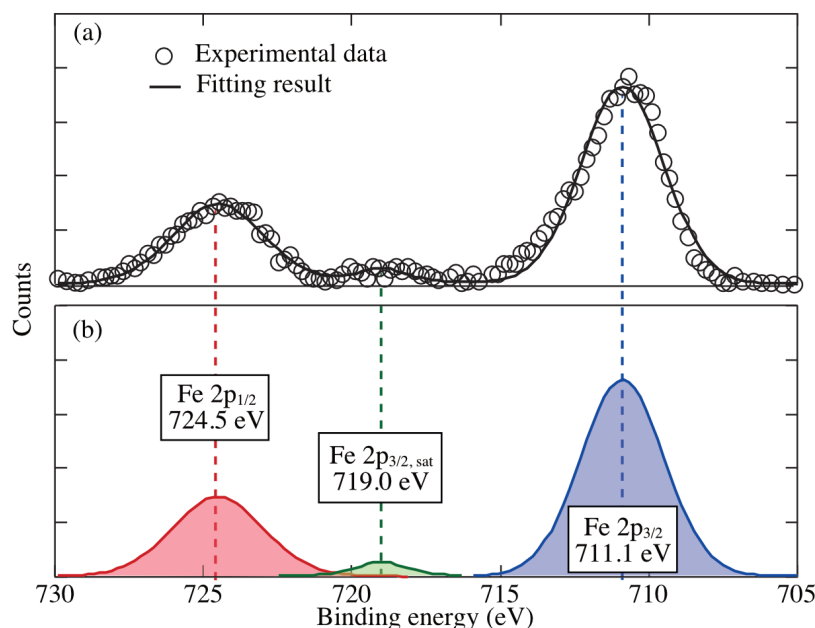 (a)
Experimental data
Fitting result
Counts
(b)
Fe 2p1/2
724.5 eV
Fe 2p3/2, sat
719.0 eV
Fe 2p3/2
711.1 eV
730 725 720 715 710 705
Binding energy (eV)